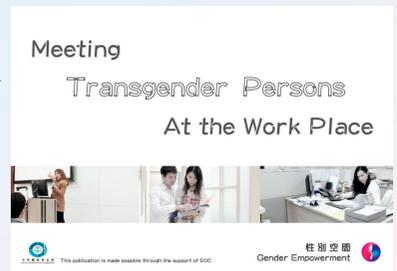 Meeting
Transgender Persons
At the Work Place
This publication is made possible through the support of EOC
性別空間
Gender Empowerment